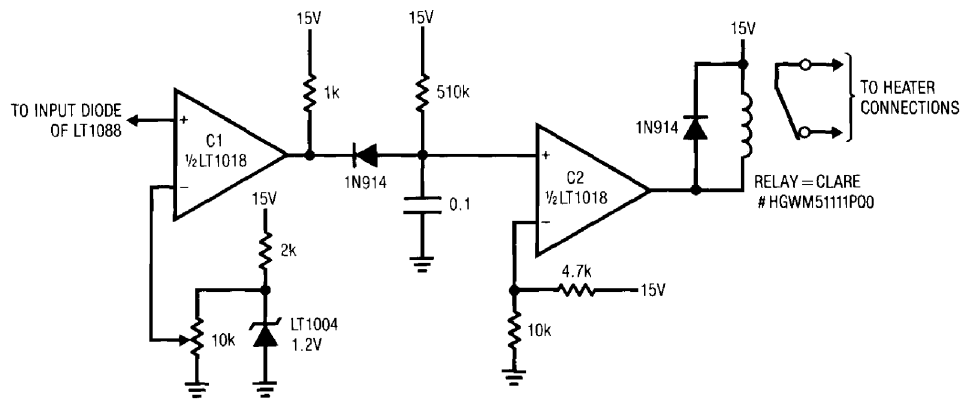 15V
15V
15V
1k
510k
TO INPUT DIODE
OF LT1088
+
C1
½LT1018
−
1N914
0.1
+
C2
½LT1018
−
1N914
TO HEATER
CONNECTIONS
RELAY=CLARE
#HGWM51111P00
15V
2k
10k
LT1004
1.2V
4.7k
15V
10k